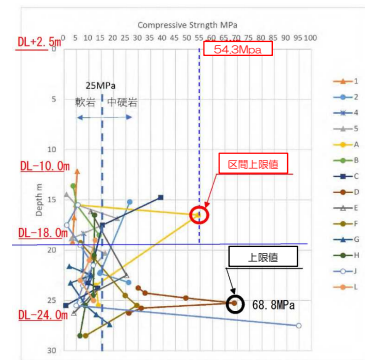 Compressive Strngth MPa
0 5 10 15 20 25 30 35 40 45 50 55 60 65 70 75 80 85 90 95 100
DL+2.5m
0
54.3Mpa
25MPa
軟岩
中硬岩
5
10
DL-10.0m
区間上限値
15
Depth m
DL-18.0m
20
上限値
25
68.8MPa
DL-24.0m
30
1
2
4
5
A
B
C
D
E
F
G
H
J
L